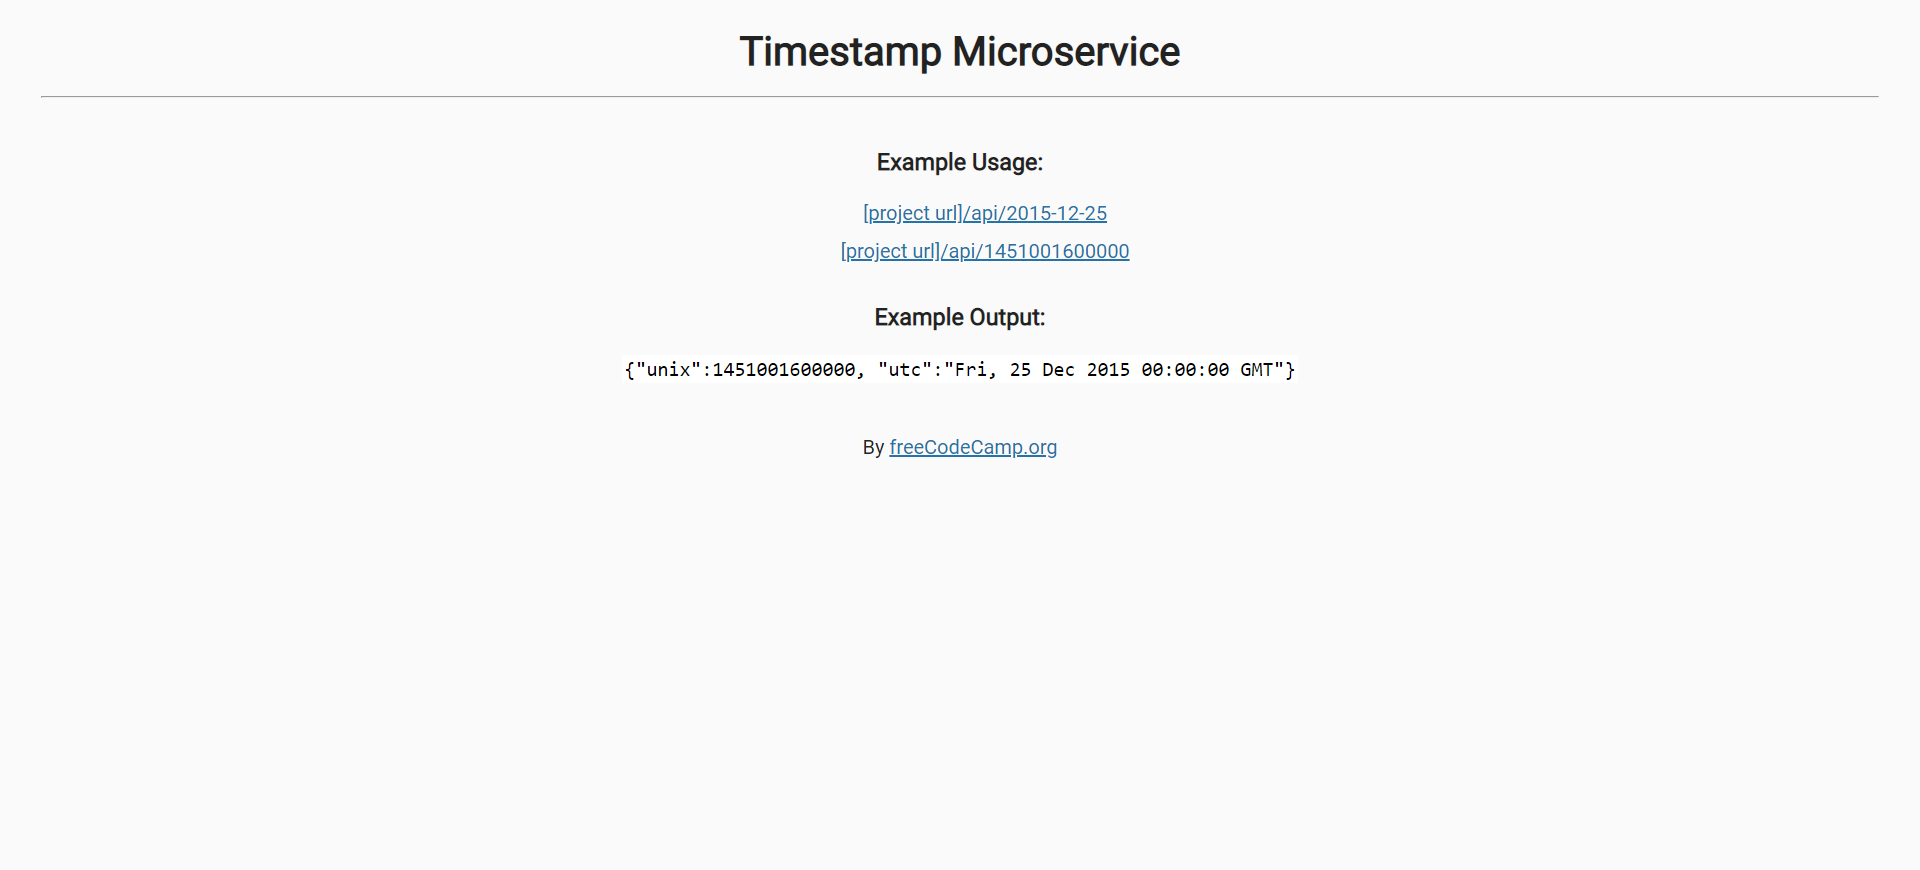 Timestamp Microservice
Example Usage:
[project url]/api/2015-12-25
[project url]/api/1451001600000
Example Output:
{"unix":1451001600000, "utc":"Fri, 25 Dec 2015 00:00:00 GMT"}
By freeCodeCamp.org